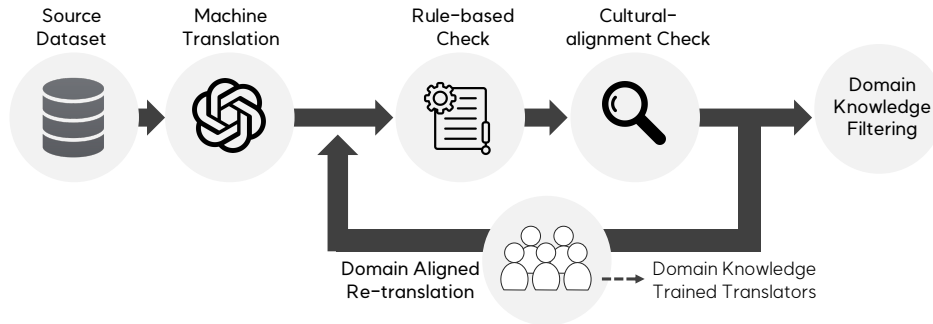 Source
Dataset
Machine
Translation
Rule-based
Check
Cultural-
alignment Check
Domain
Knowledge
Filtering
Domain Aligned
Re-translation
Domain Knowledge
Trained Translators